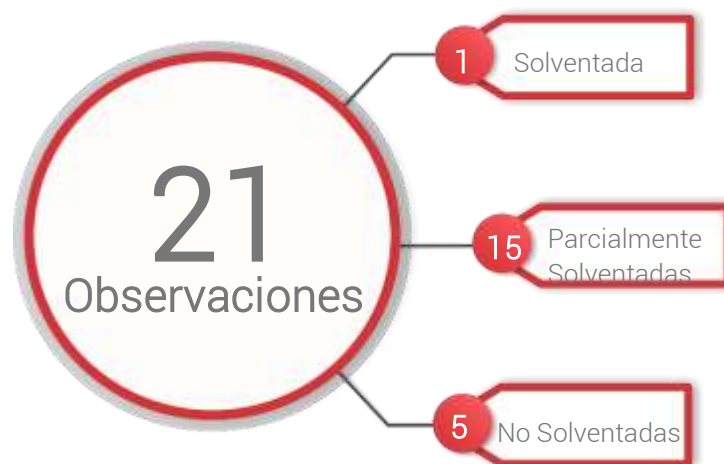 21
Observaciones
1
Solventada
15
Parcialmente
Solventadas
5
No Solventadas